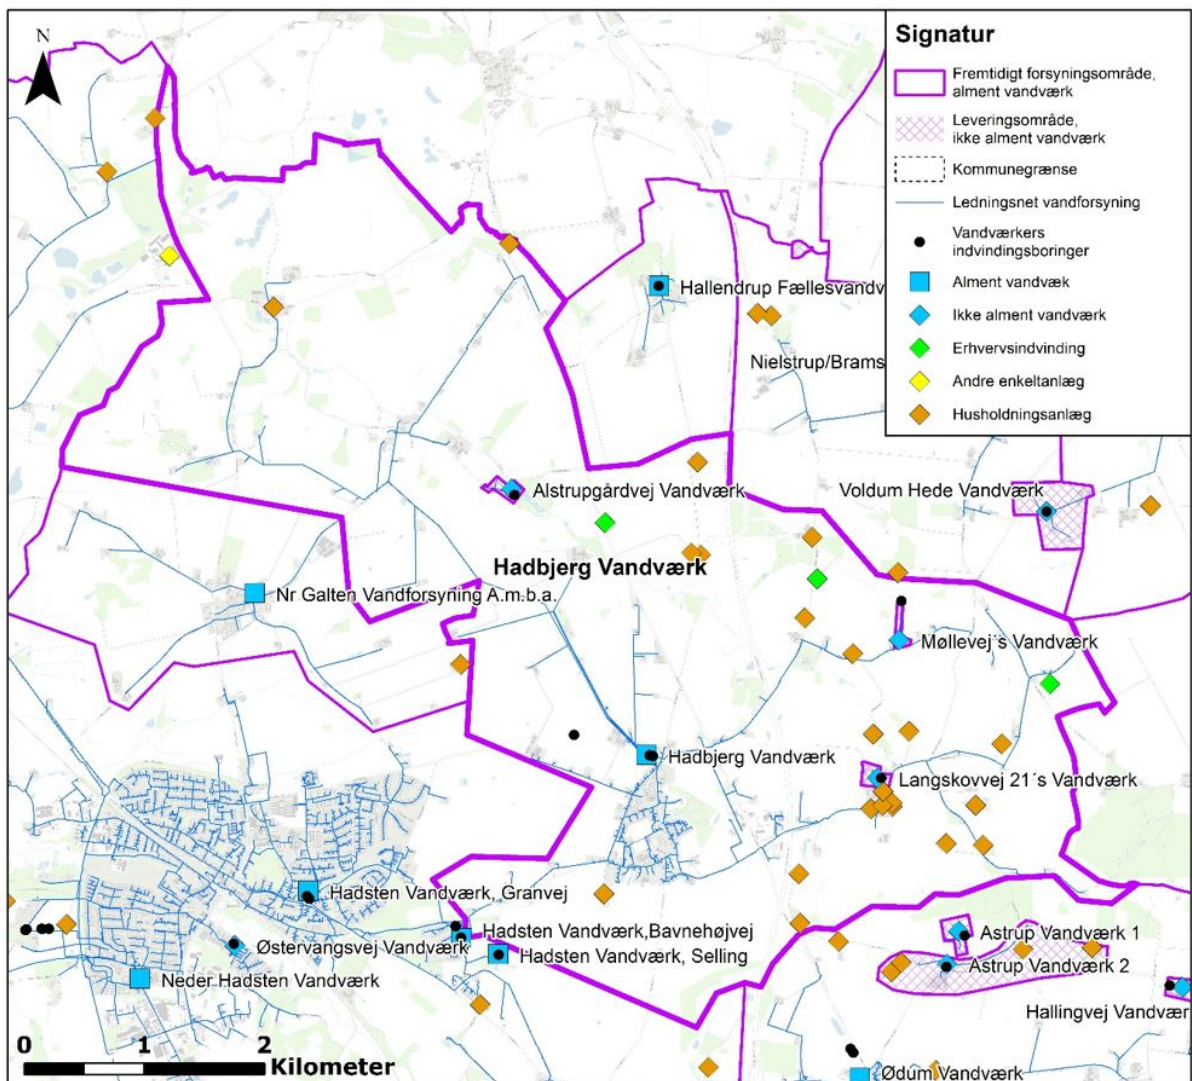 N
Signatur
Fremtidigt forsyningsområde,
alment vandværk
Leveringsområde,
ikke alment vandværk
Kommunegrænse
Ledningsnet vandforsyning
Vandværkers
indvindingsboringer
Alment vandvæk
Ikke alment vandværk
Erhvervsindvinding
Andre enkeltanlæg
Husholdningsanlæg
Hallendrup Fællesvandv
Nielstrup/Brams
Alstrupgårdvej Vandværk
Voldum Hede Vandværk
Hadbjerg Vandværk
Nr Galten Vandforsyning A.m.b.a.
Møllevej´s Vandværk
Hadbjerg Vandværk
Langskovvej 21´s Vandværk
Hadsten Vandværk, Granvej
Hadsten Vandværk,Bavnehøjvej
Østervangsvej Vandværk
Hadsten Vandværk, Selling
Astrup Vandværk 1
Astrup Vandværk 2
Neder Hadsten Vandværk
Hallingvej Vandvær
0 1 2
Kilometer
Ødum Vandværk